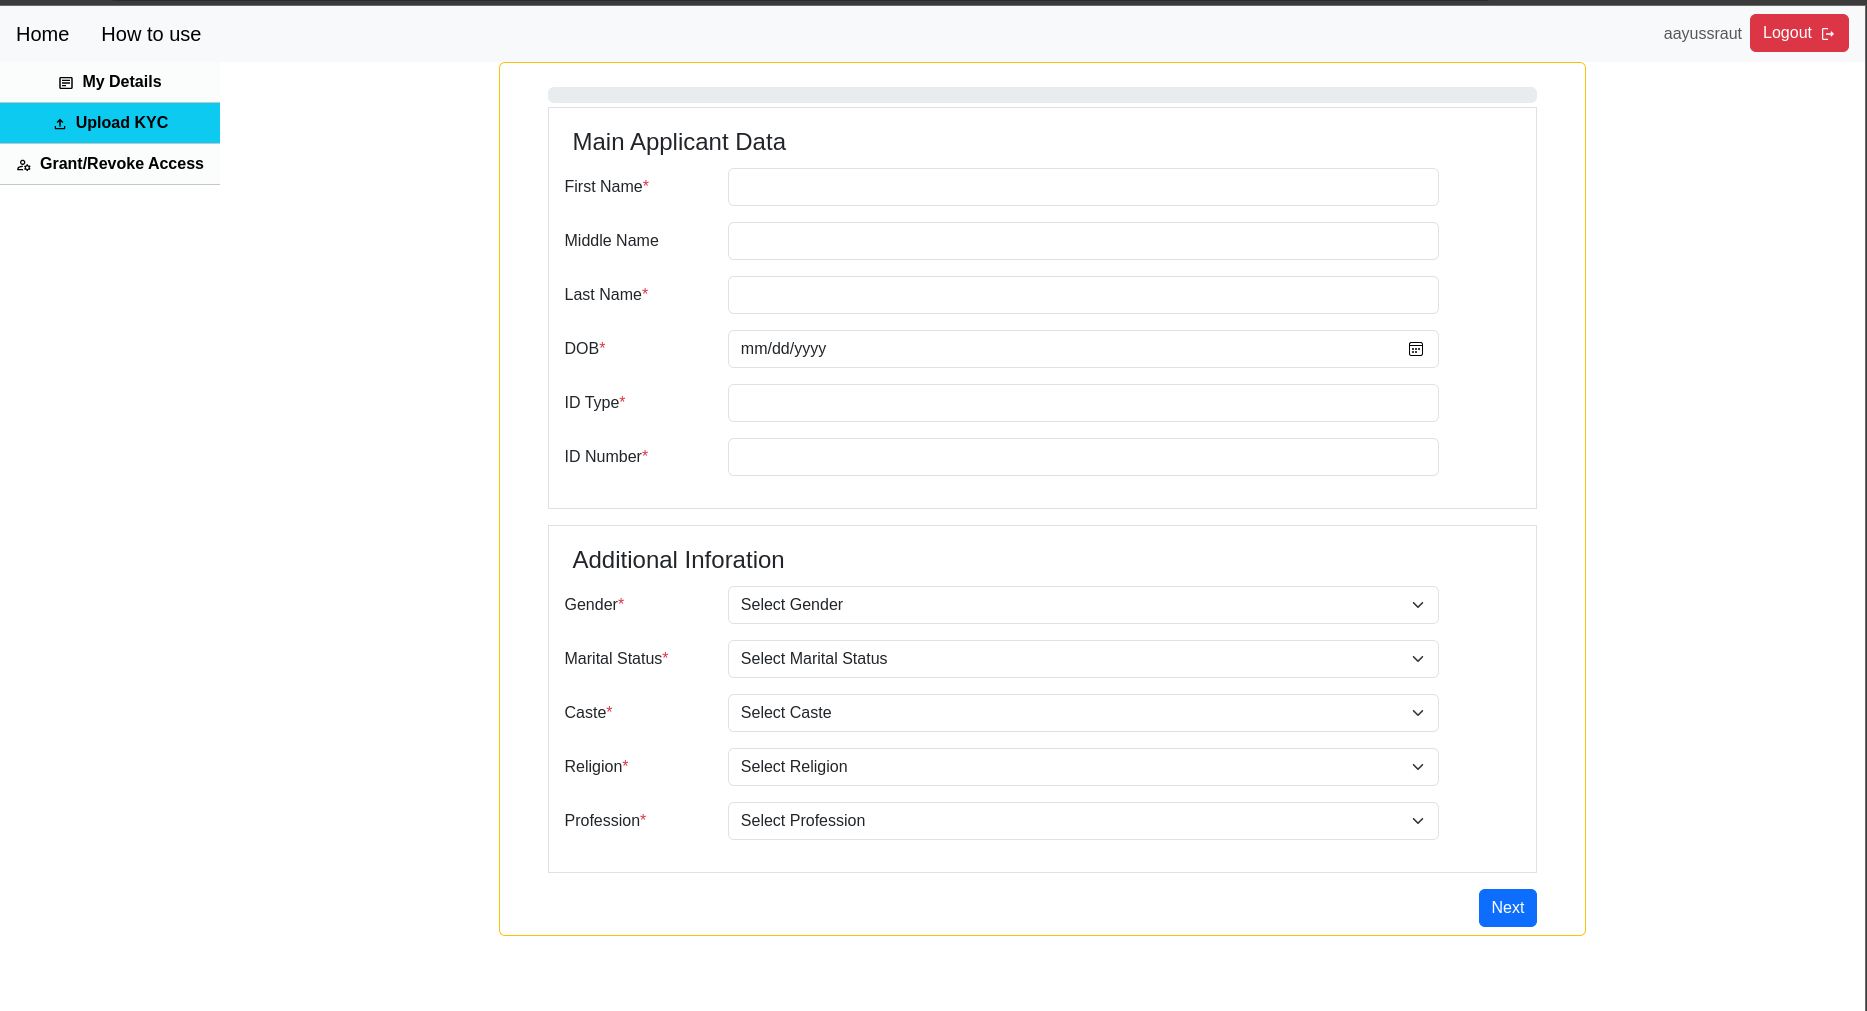 Home How to use aayussraut Logout
My Details
Upload KYC
Grant/Revoke Access
Main Applicant Data
First Name*
Middle Name
Last Name*
DOB* mm/dd/yyyy
ID Type*
ID Number*
Additional Inforation
Gender* Select Gender
Marital Status* Select Marital Status
Caste* Select Caste
Religion* Select Religion
Profession* Select Profession
Next